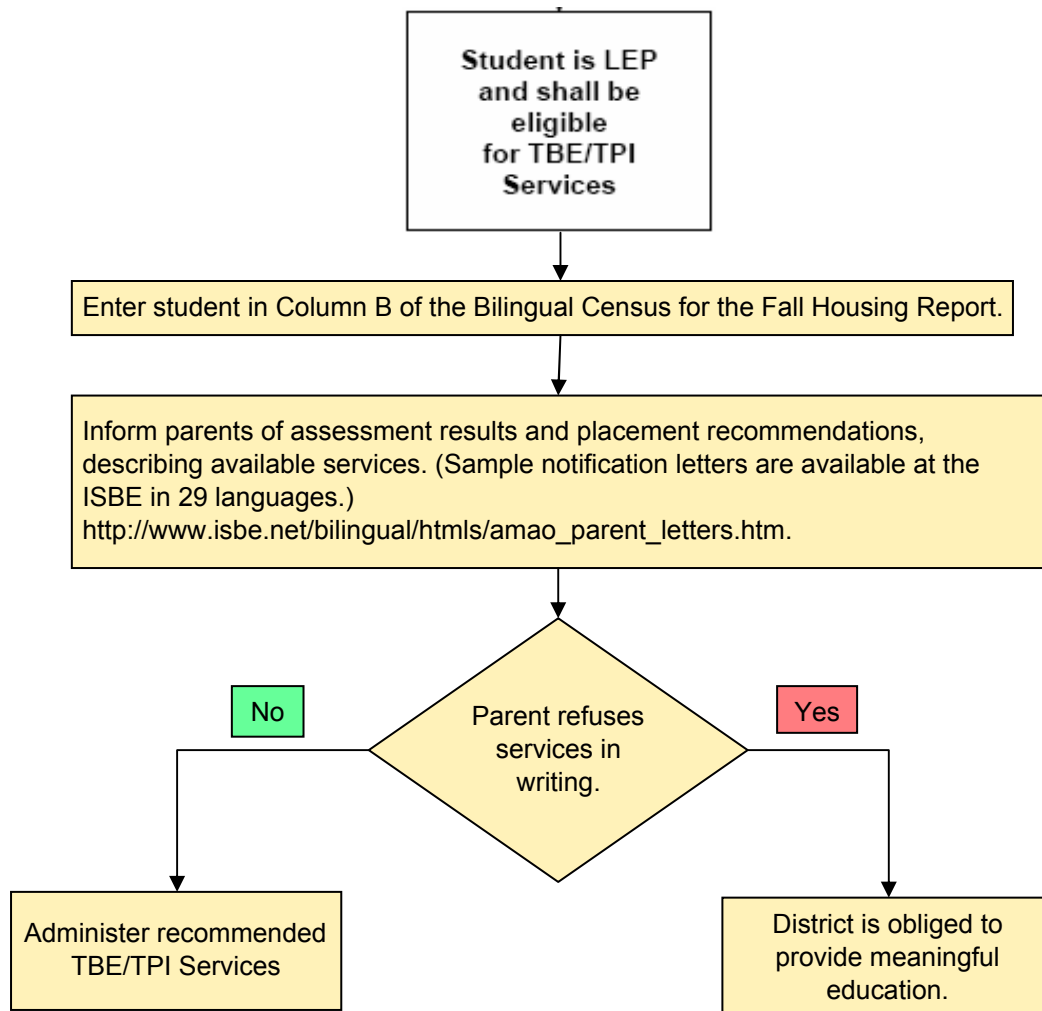 Student is LEP
and shall be
eligible
for TBE/TPI
Services
Enter student in Column B of the Bilingual Census for the Fall Housing Report.
Inform parents of assessment results and placement recommendations,
describing available services. (Sample notification letters are available at the
ISBE in 29 languages.)
http://www.isbe.net/bilingual/htmls/amao_parent_letters.htm.
No
Yes
Parent refuses
services in
writing.
Administer recommended
TBE/TPI Services
District is obliged to
provide meaningful
education.